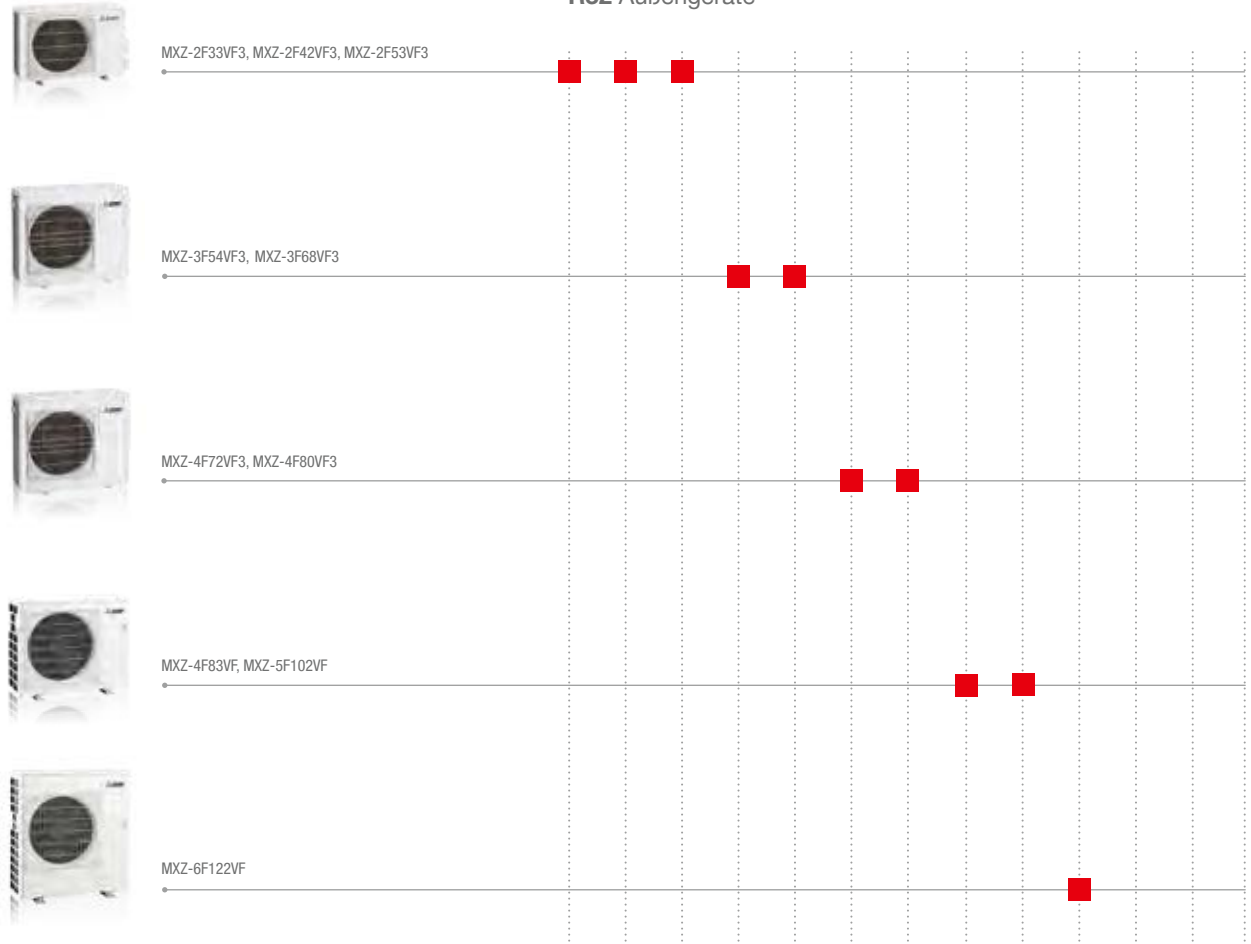 R32 Außengeräte
MXZ-2F33VF3, MXZ-2F42VF3, MXZ-2F53VF3
MXZ-3F54VF3, MXZ-3F68VF3
MXZ-4F72VF3, MXZ-4F80VF3
MXZ-4F83VF, MXZ-5F102VF
MXZ-6F122VF